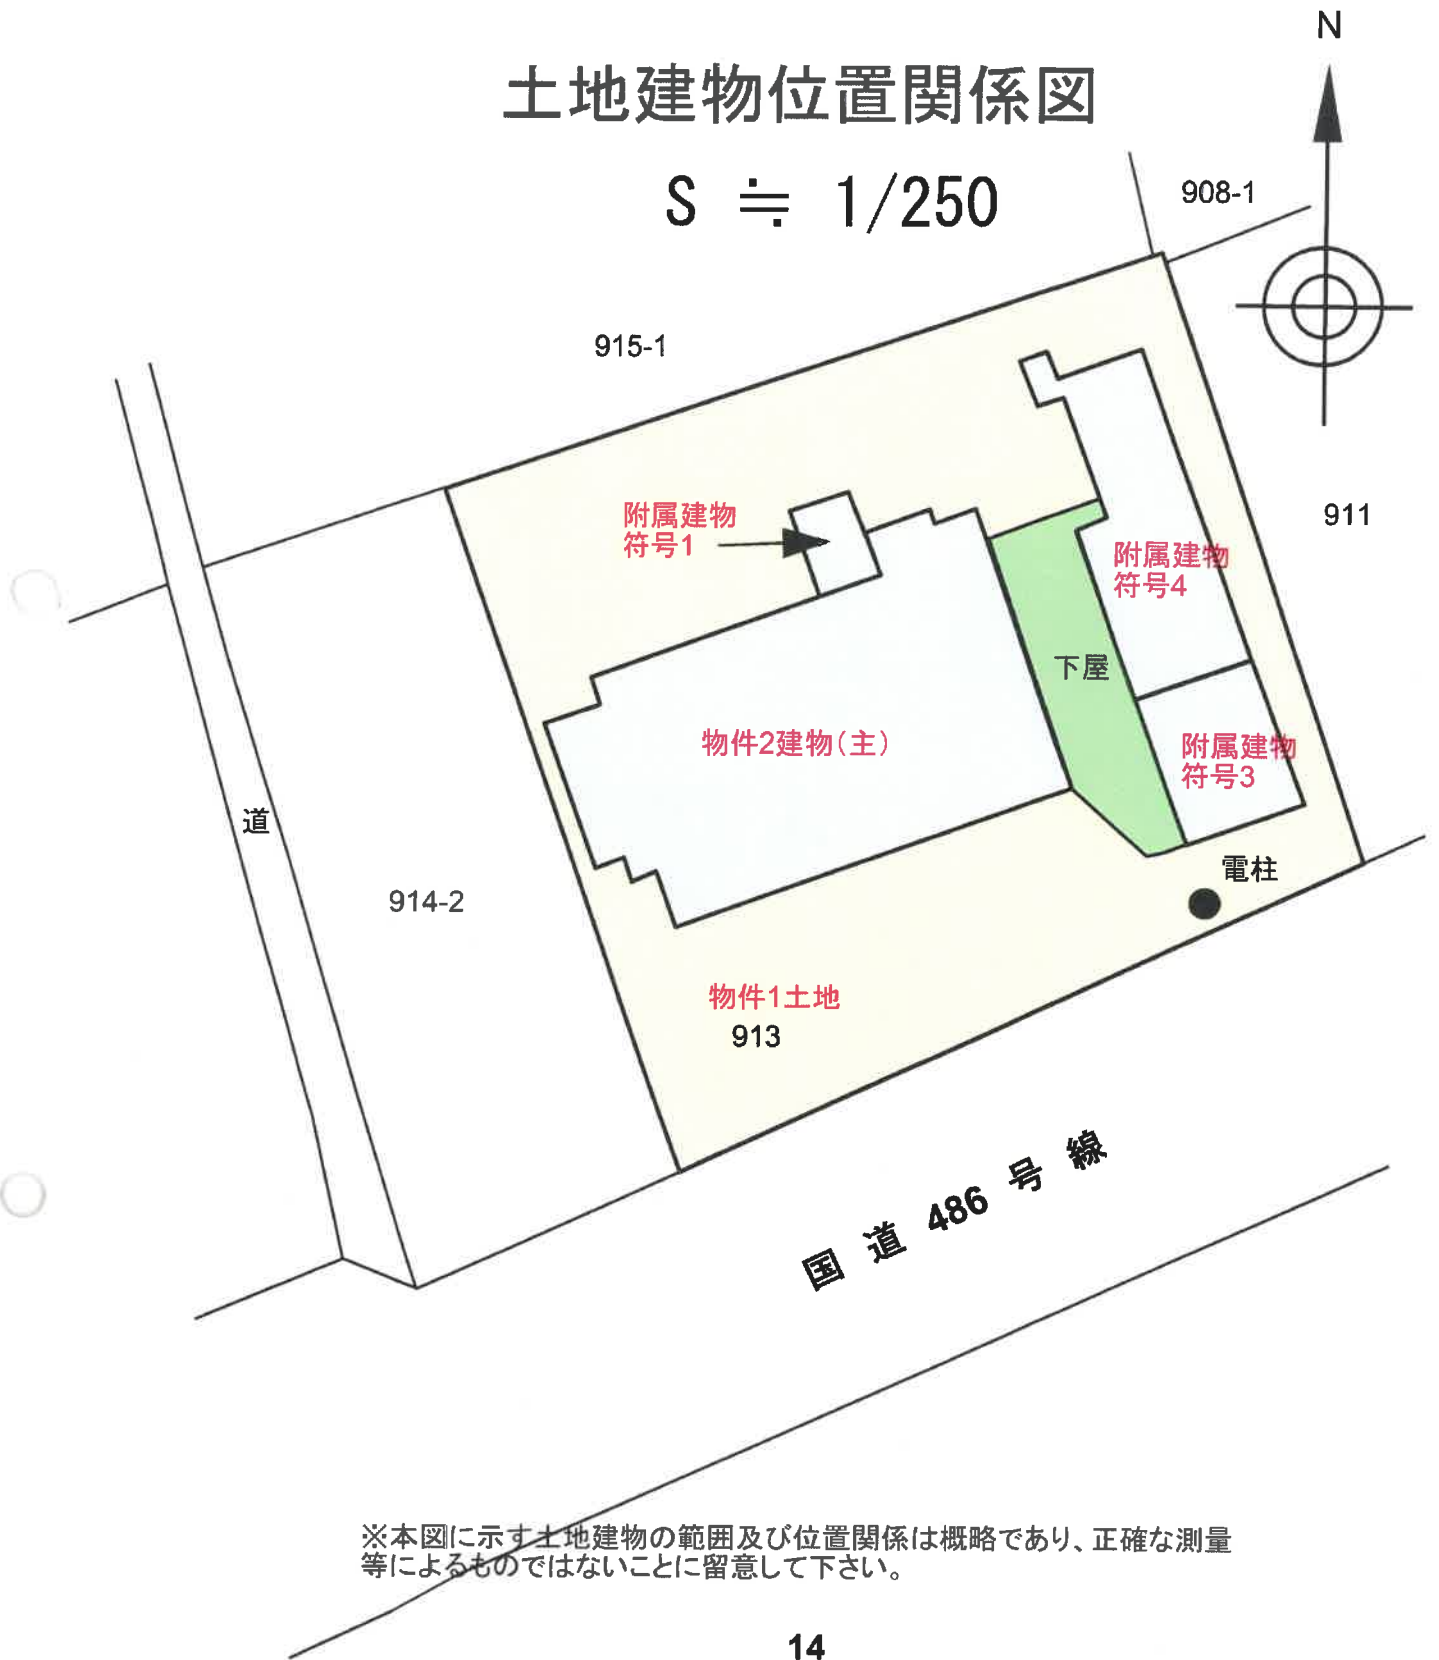 N
土地建物位置関係図
S ≒ 1/250
908-1
915-1
附属建物
符号1
911
附属建物
符号4
下屋
物件2建物(主)
附属建物
符号3
道
電柱
914-2
物件1土地
913
国道486号線
※本図に示す土地建物の範囲及び位置関係は概略であり、正確な測量
等によるものではないことに留意して下さい。
14